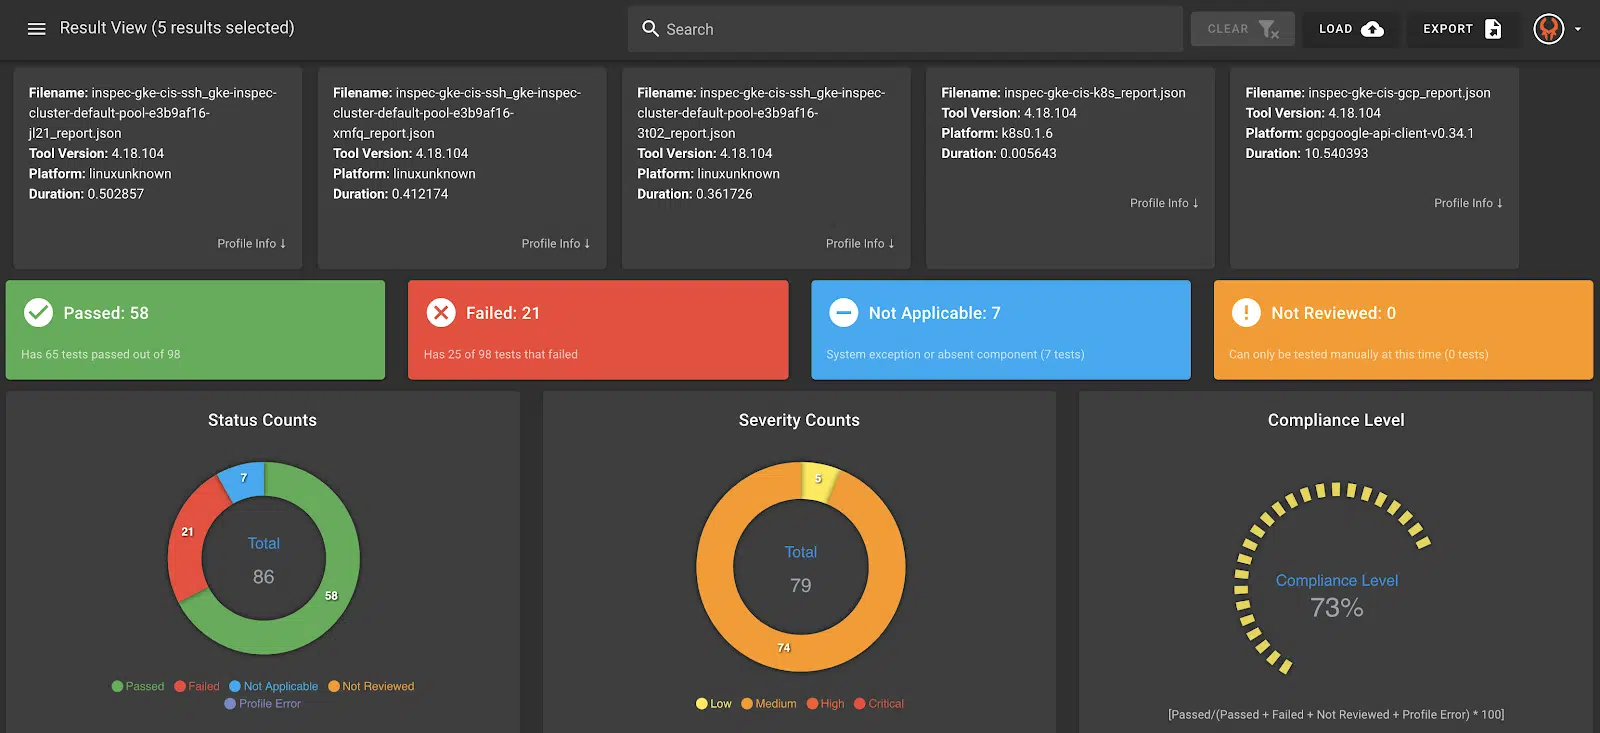 Result View (5 results selected)
Search
CLEAR
LOAD
EXPORT
Filename: inspec-gke-cis-ssh_gke-inspec-
cluster-default-pool-e3b9af16-
jl21_report.json
Tool Version: 4.18.104
Platform: linuxunknown
Duration: 0.502857
Profile Info ↓
Filename: inspec-gke-cis-ssh_gke-inspec-
cluster-default-pool-e3b9af16-
xmfq_report.json
Tool Version: 4.18.104
Platform: linuxunknown
Duration: 0.412174
Profile Info ↓
Filename: inspec-gke-cis-ssh_gke-inspec-
cluster-default-pool-e3b9af16-
3t02_report.json
Tool Version: 4.18.104
Platform: linuxunknown
Duration: 0.361726
Profile Info ↓
Filename: inspec-gke-cis-k8s_report.json
Tool Version: 4.18.104
Platform: k8s0.1.6
Duration: 0.005643
Profile Info ↓
Filename: inspec-gke-cis-gcp_report.json
Tool Version: 4.18.104
Platform: gcpgoogle-api-client-v0.34.1
Duration: 10.540393
Profile Info ↓
Passed: 58
Has 65 tests passed out of 98
Failed: 21
Has 25 of 98 tests that failed
Not Applicable: 7
System exception or absent component (7 tests)
Not Reviewed: 0
Can only be tested manually at this time (0 tests)
Status Counts
7
21
Total
86
58
Passed
Failed
Not Applicable
Not Reviewed
Profile Error
Severity Counts
5
Total
79
74
Low
Medium
High
Critical
Compliance Level
Compliance Level
73%
[Passed/(Passed + Failed + Not Reviewed + Profile Error) * 100]